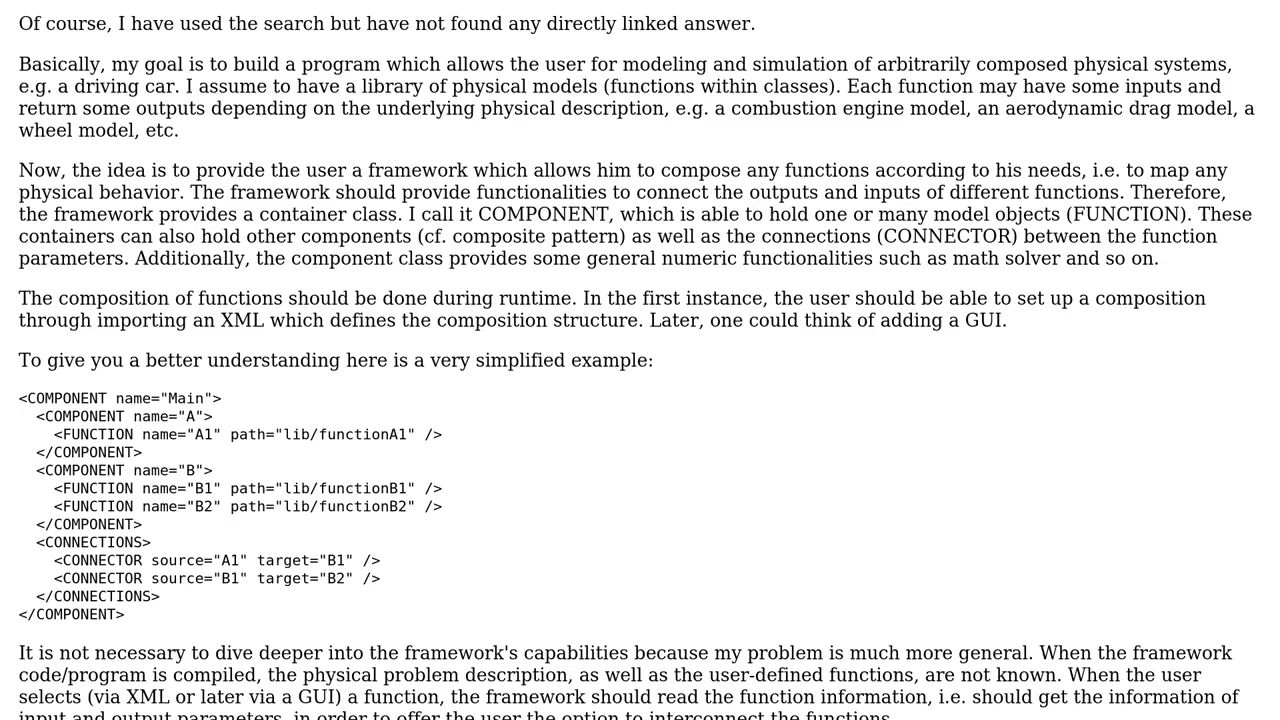 Of course, I have used the search but have not found any directly linked answer.
Basically, my goal is to build a program which allows the user for modeling and simulation of arbitrarily composed physical systems,
e.g. a driving car. I assume to have a library of physical models (functions within classes). Each function may have some inputs and
return some outputs depending on the underlying physical description, e.g. a combustion engine model, an aerodynamic drag model, a
wheel model, etc.
Now, the idea is to provide the user a framework which allows him to compose any functions according to his needs, i.e. to map any
physical behavior. The framework should provide functionalities to connect the outputs and inputs of different functions. Therefore,
the framework provides a container class. I call it COMPONENT, which is able to hold one or many model objects (FUNCTION). These
containers can also hold other components (cf. composite pattern) as well as the connections (CONNECTOR) between the function
parameters. Additionally, the component class provides some general numeric functionalities such as math solver and so on.
The composition of functions should be done during runtime. In the first instance, the user should be able to set up a composition
through importing an XML which defines the composition structure. Later, one could think of adding a GUI.
To give you a better understanding here is a very simplified example:
<COMPONENT name="Main">
  <COMPONENT name="A">
    <FUNCTION name="A1" path="lib/functionA1" />
  </COMPONENT>
  <COMPONENT name="B">
    <FUNCTION name="B1" path="lib/functionB1" />
    <FUNCTION name="B2" path="lib/functionB2" />
  </COMPONENT>
  <CONNECTIONS>
    <CONNECTOR source="A1" target="B1" />
    <CONNECTOR source="B1" target="B2" />
  </CONNECTIONS>
</COMPONENT>
It is not necessary to dive deeper into the framework's capabilities because my problem is much more general. When the framework
code/program is compiled, the physical problem description, as well as the user-defined functions, are not known. When the user
selects (via XML or later via a GUI) a function, the framework should read the function information, i.e. should get the information of
input and output parameters, in order to offer the user the option to interconnect the functions.